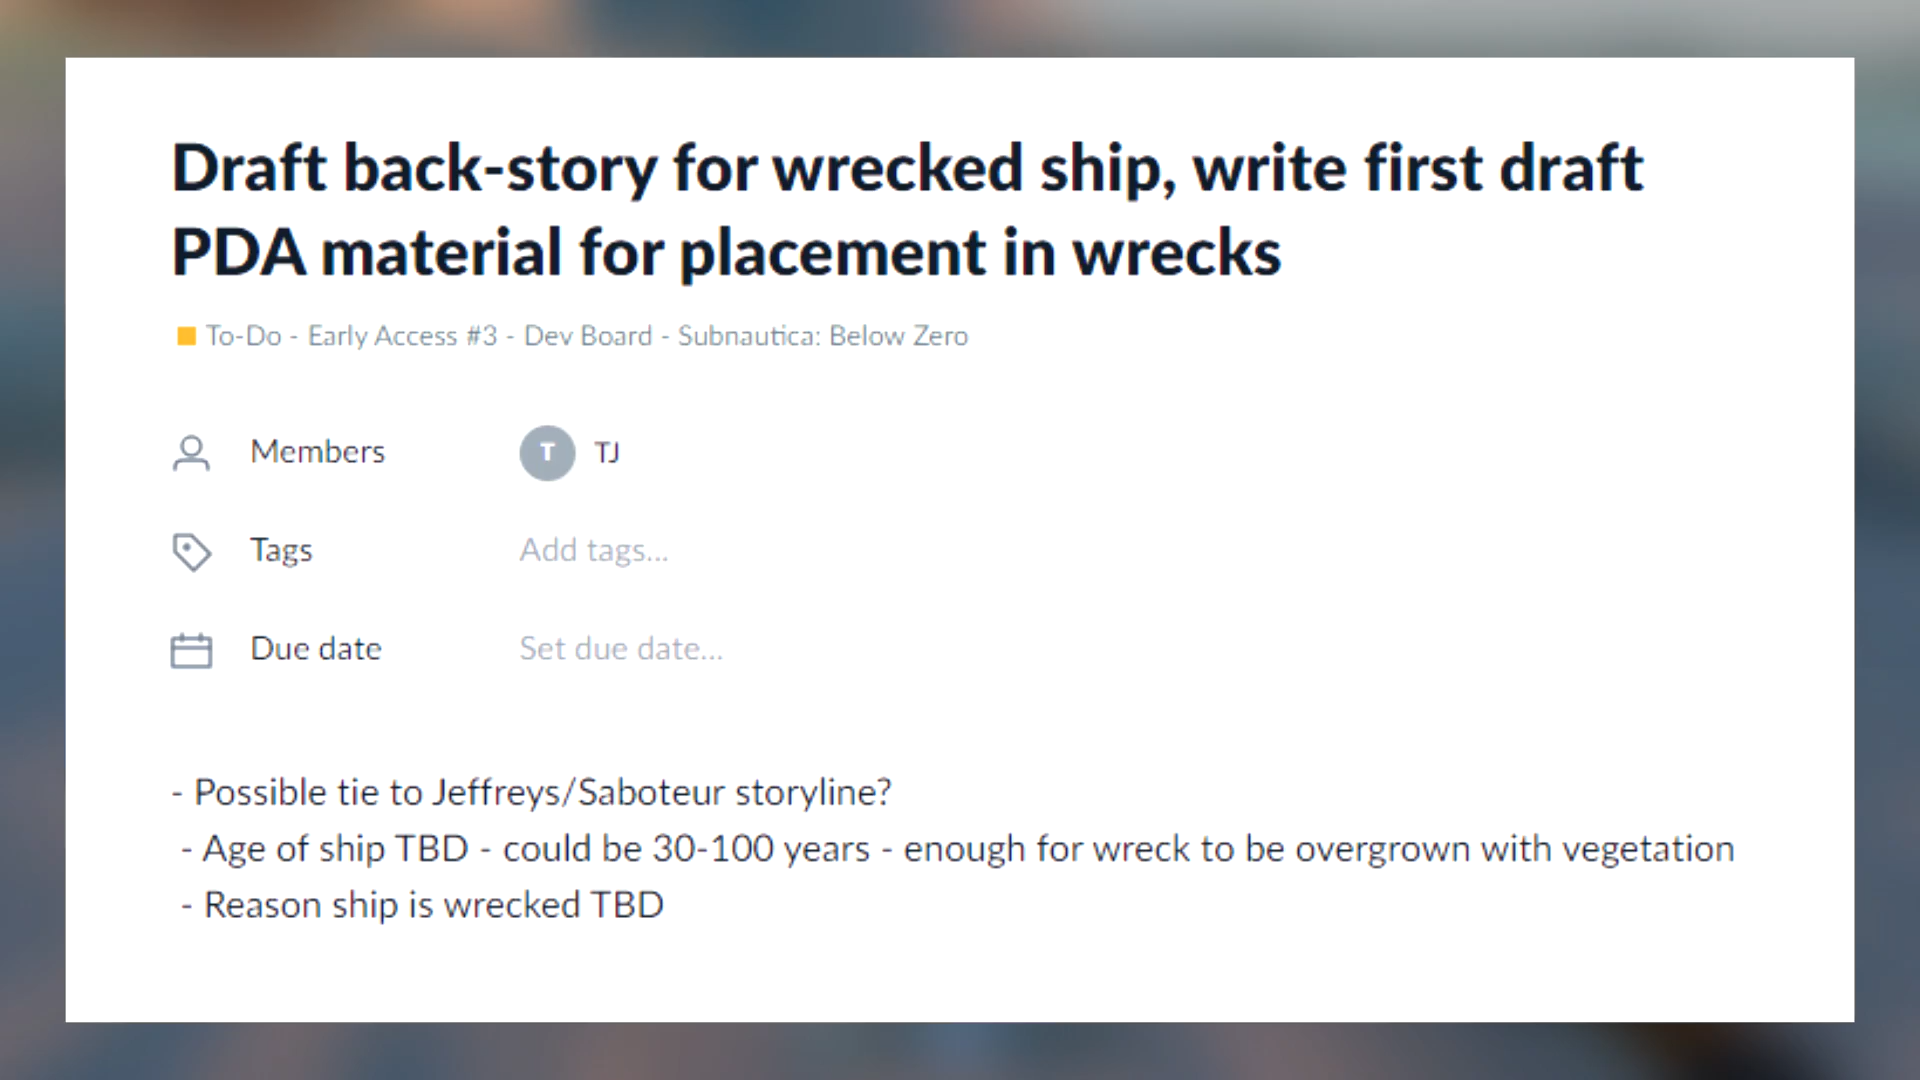 Draft back-story for wrecked ship, write first draft
PDA material for placement in wrecks
To-Do - Early Access #3 - Dev Board - Subnautica: Below Zero
Members T TJ
Tags Add tags...
Due date Set due date...
- Possible tie to Jeffreys/Saboteur storyline?
- Age of ship TBD - could be 30-100 years - enough for wreck to be overgrown with vegetation
- Reason ship is wrecked TBD